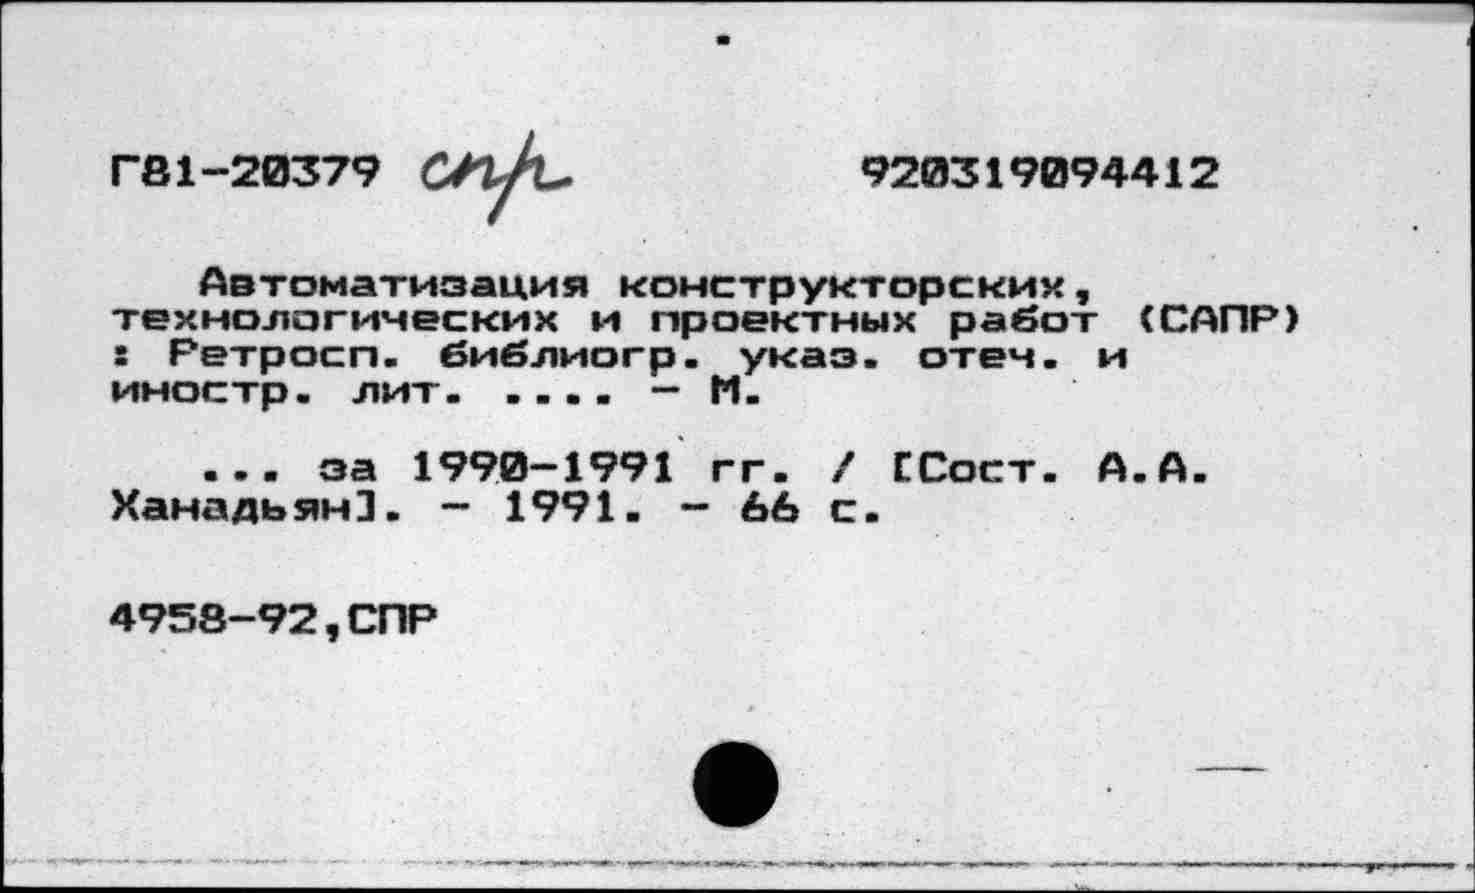 Г81-20379 спр 920319094412
Автоматизация конструкторских,
технологических и проектных работ (САПР)
: Ретросп. библиогр. указ. отеч. и
иностр. лит. .... - М.
... за 1990-1991 гг. / [Сост. А.А.
Ханадьян]. - 1991. - 66 с.
4958-92,СПР